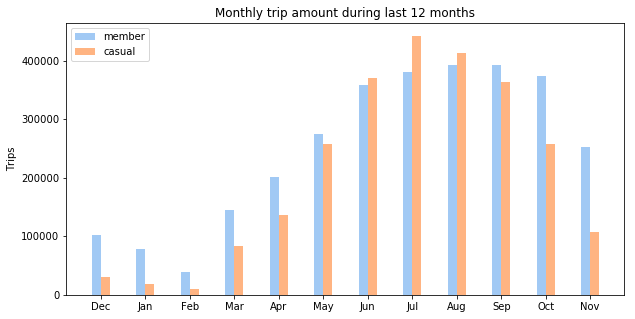 Monthly trip amount during last 12 months
member
casual
Trips
400000
300000
200000
100000
0
Dec Jan Feb Mar Apr May Jun Jul Aug Sep Oct Nov